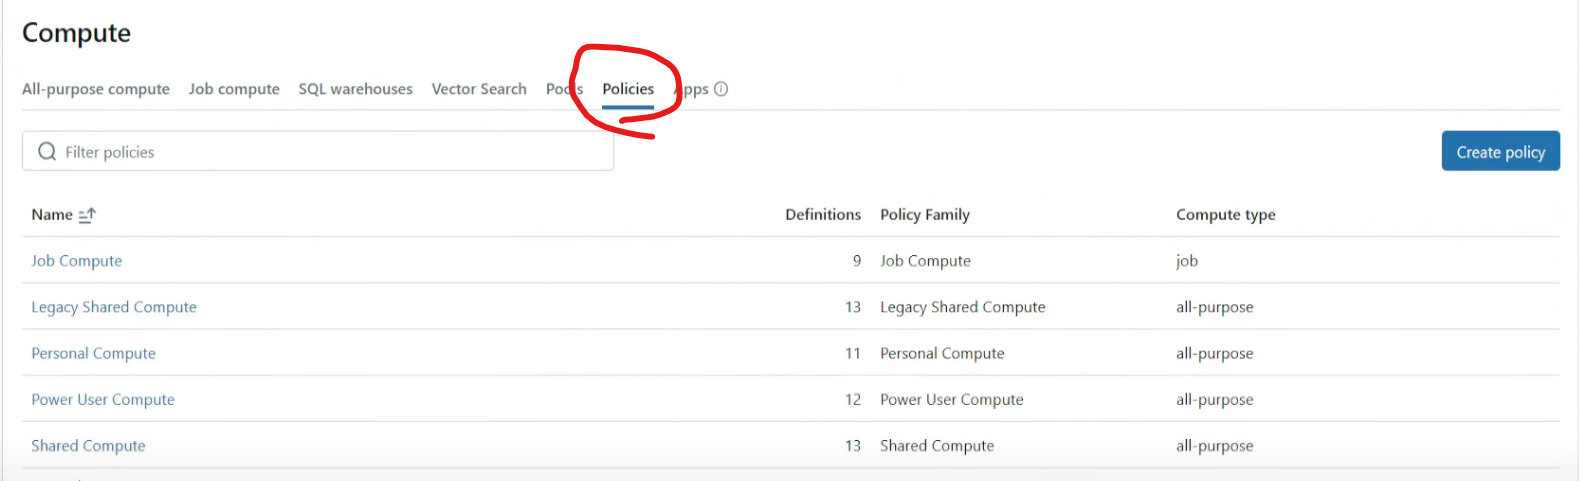 Compute
All-purpose compute Job compute SQL warehouses Vector Search Pools Policies Apps
Filter policies
Create policy
Name Definitions Policy Family Compute type
Job Compute 9 Job Compute job
Legacy Shared Compute 13 Legacy Shared Compute all-purpose
Personal Compute 11 Personal Compute all-purpose
Power User Compute 12 Power User Compute all-purpose
Shared Compute 13 Shared Compute all-purpose